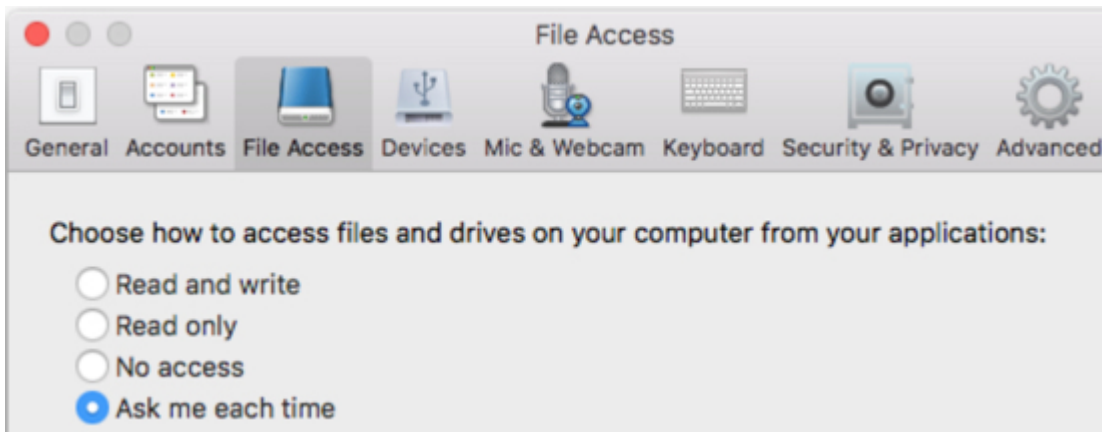 File Access
General Accounts File Access Devices Mic & Webcam Keyboard Security & Privacy Advanced
Choose how to access files and drives on your computer from your applications:
Read and write
Read only
No access
Ask me each time